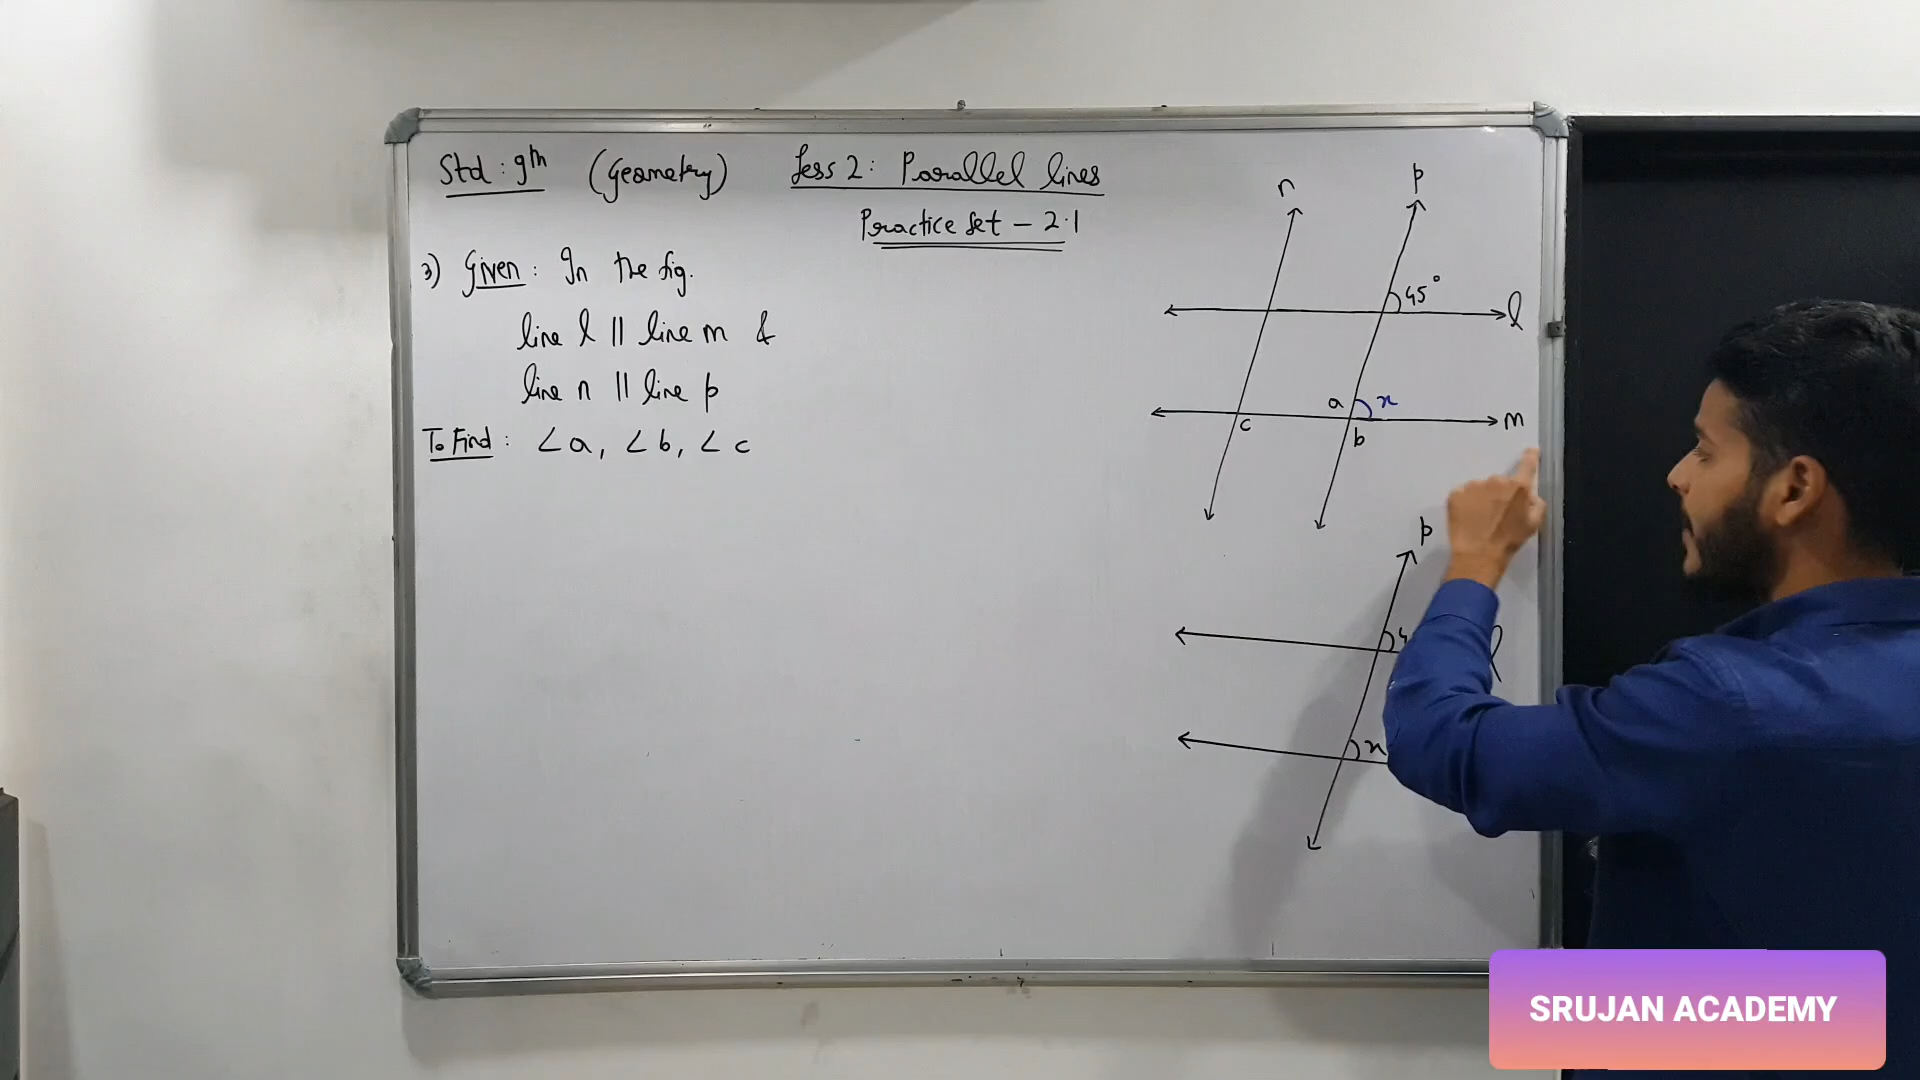 Std : 9th (Geometry) Less 2 : Parallel lines
Practice Set – 2.1
3) Given : In the fig.
line l || line m &
line n || line p
To Find : ∠a, ∠b, ∠c
n p
45°
l
a x
m
c
b
p
l
x
SRUJAN ACADEMY